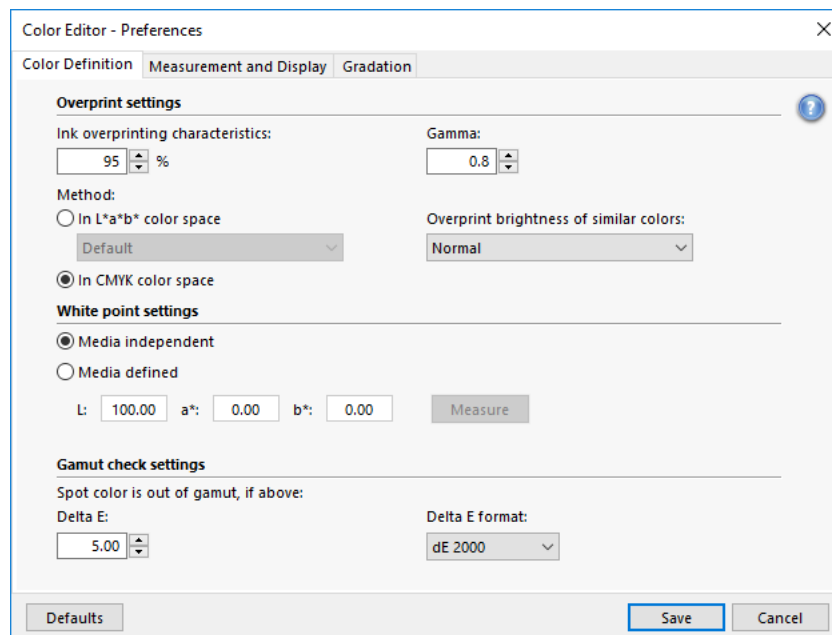 Color Editor - Preferences
Color Definition Measurement and Display Gradation
Overprint settings
?
Ink overprinting characteristics: Gamma:
95 % 0.8
Method:
In L*a*b* color space Overprint brightness of similar colors:
Default Normal
In CMYK color space
White point settings
Media independent
Media defined
L: 100.00 a*: 0.00 b*: 0.00 Measure
Gamut check settings
Spot color is out of gamut, if above:
Delta E: Delta E format:
5.00 dE 2000
Defaults Save Cancel